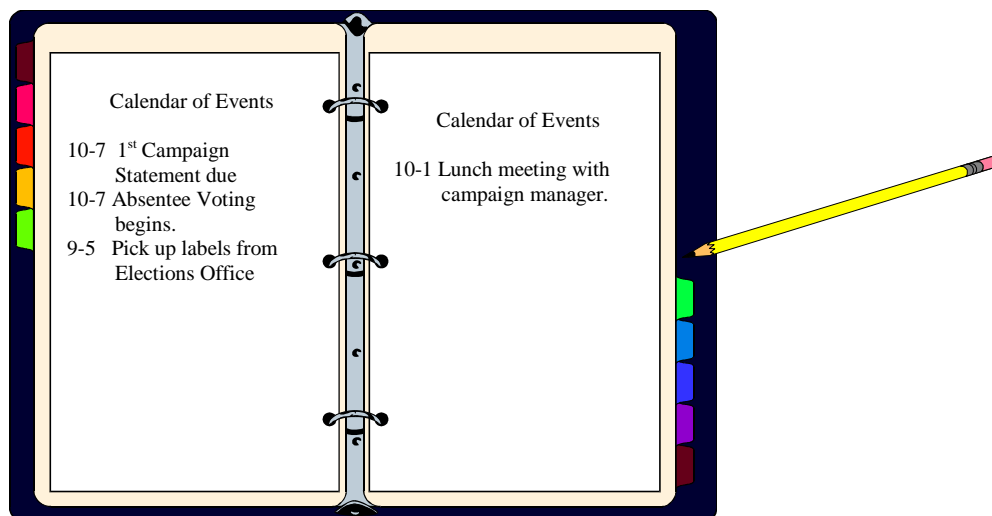 Calendar of Events
10-7 1st Campaign
Statement due
10-7 Absentee Voting
begins.
9-5 Pick up labels from
Elections Office
Calendar of Events
10-1 Lunch meeting with
campaign manager.